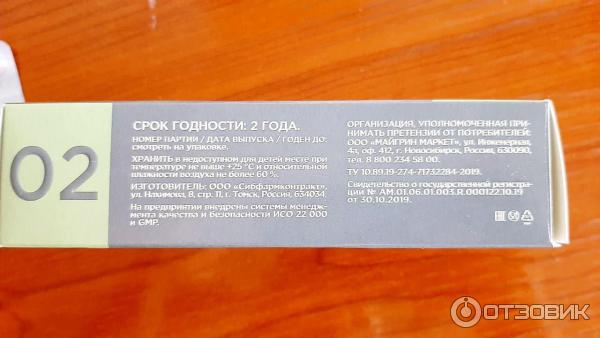 02
СРОК ГОДНОСТИ: 2 ГОДА.
НОМЕР ПАРТИИ / ДАТА ВЫПУСКА / ГОДЕН ДО:
смотреть на упаковке.
ХРАНИТЬ в недоступном для детей месте при
температуре не выше +25 °С и относительной
влажности воздуха не более 60 %.
ИЗГОТОВИТЕЛЬ: ООО «Сибфармконтракт»,
ул. Нахимова, 8, стр. 11, г. Томск, Россия, 634034.
На предприятии внедрены системы менедж-
мента качества и безопасности ИСО 22 000
и GMP.
ОРГАНИЗАЦИЯ, УПОЛНОМОЧЕННАЯ ПРИ-
НИМАТЬ ПРЕТЕНЗИИ ОТ ПОТРЕБИТЕЛЕЙ:
ООО «МАЙГРИН МАРКЕТ», ул. Инженерная,
4а, оф. 412, г. Новосибирск, Россия, 630090,
тел. 8 800 234 58 00.
ТУ 10.89.19-274-71732284-2019.
Свидетельство о государственной регистра-
ции № AM.01.06.01.003.R.000122.10.19
от 30.10.2019.
ОТЗОВИК